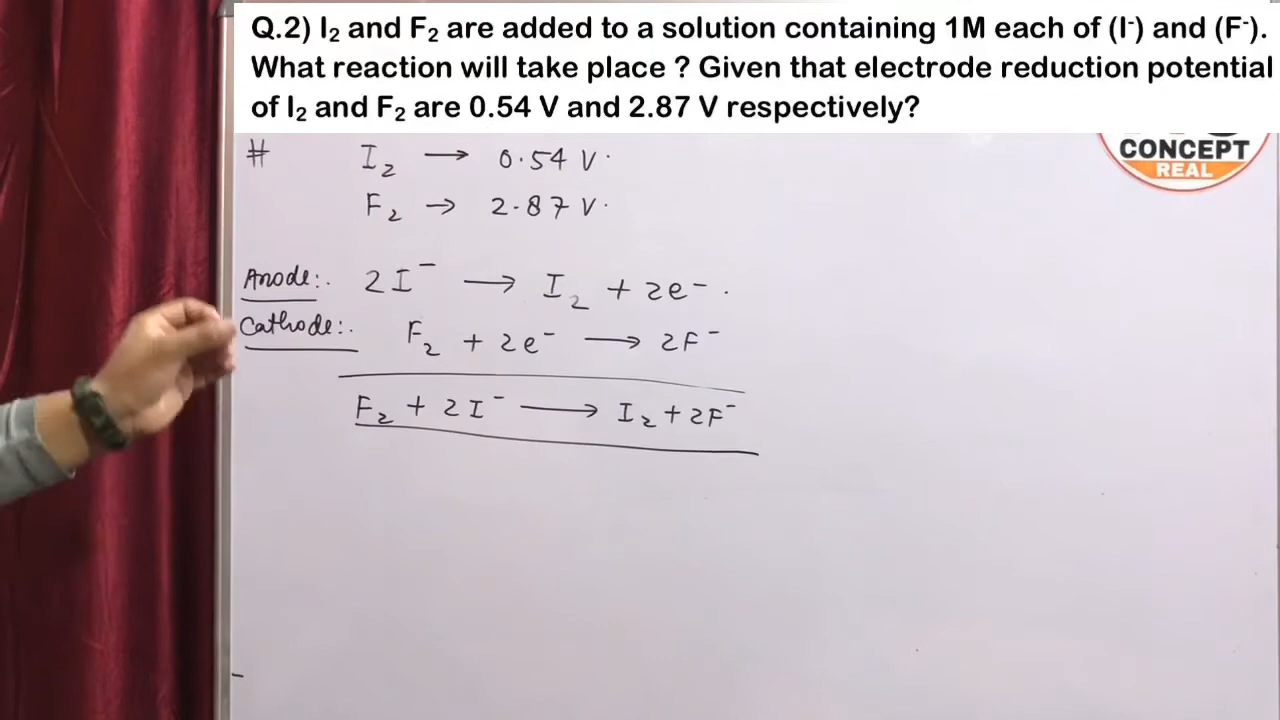 Q.2) I₂ and F₂ are added to a solution containing 1M each of (I⁻) and (F⁻).
What reaction will take place ? Given that electrode reduction potential
of I₂ and F₂ are 0.54 V and 2.87 V respectively?
CONCEPT
REAL
# I₂ → 0.54 V.
F₂ → 2.87 V.
Anode:. 2I⁻ → I₂ + 2e⁻.
Cathode:. F₂ + 2e⁻ → 2F⁻
F₂ + 2I⁻ → I₂ + 2F⁻